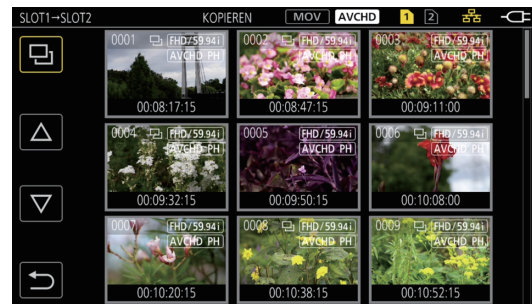 SLOT1→SLOT2 KOPIEREN MOV AVCHD 1 2
0001 FHD/59.94i 0002 FHD/59.94i 0003 FHD/59.94i
AVCHD PH AVCHD PH AVCHD PH
00:08:17:15 00:08:47:15 00:09:11:00
0004 FHD/59.94i 0005 FHD/59.94i 0006 FHD/59.94i
AVCHD PH AVCHD PH AVCHD PH
00:09:32:15 00:09:50:15 00:10:08:00
0007 FHD/59.94i 0008 FHD/59.94i 0009 FHD/59.94i
AVCHD PH AVCHD PH AVCHD PH
00:10:20:15 00:10:38:15 00:10:52:15